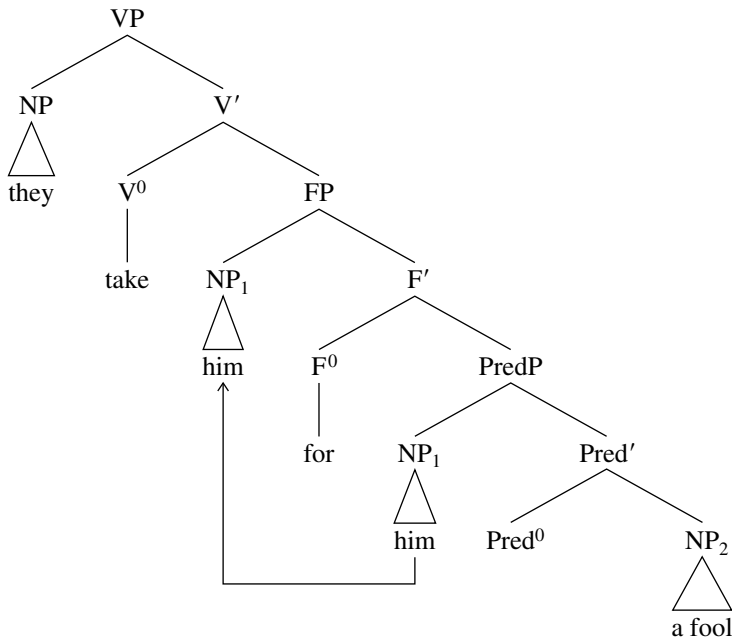 VP
NP V′
they V⁰ FP
take NP₁ F′
him F⁰ PredP
for NP₁ Pred′
him Pred⁰ NP₂
a fool